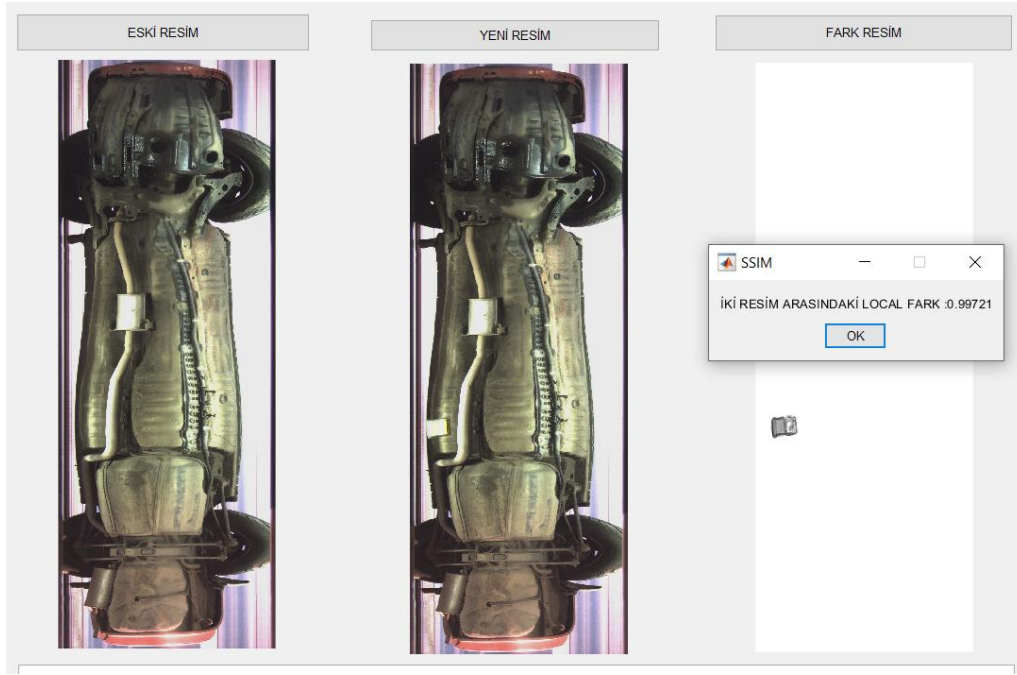 ESKİ RESİM
YENİ RESİM
FARK RESİM
SSIM
İKİ RESİM ARASINDAKİ LOCAL FARK :0.99721
OK